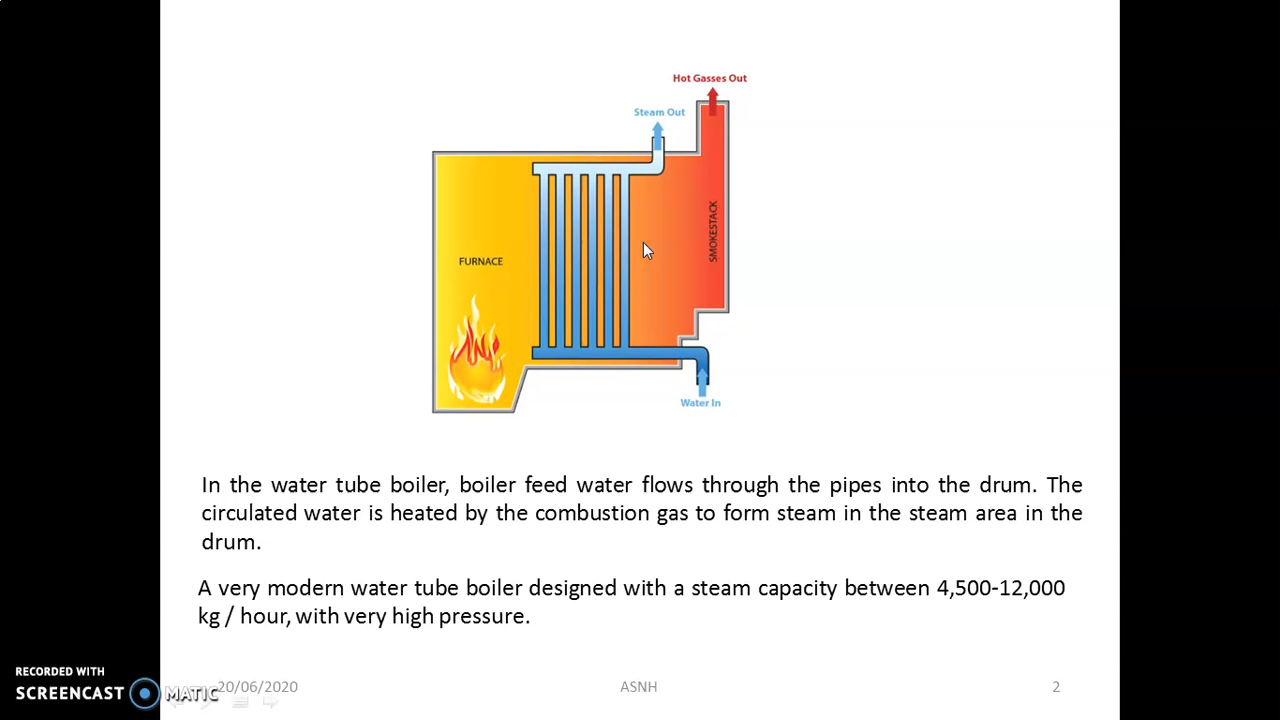 Hot Gasses Out
Steam Out
SMOKESTACK
FURNACE
Water In
In the water tube boiler, boiler feed water flows through the pipes into the drum. The
circulated water is heated by the combustion gas to form steam in the steam area in the
drum.
A very modern water tube boiler designed with a steam capacity between 4,500-12,000
kg / hour, with very high pressure.
RECORDED WITH
SCREENCAST MATIC
20/06/2020
ASNH
2